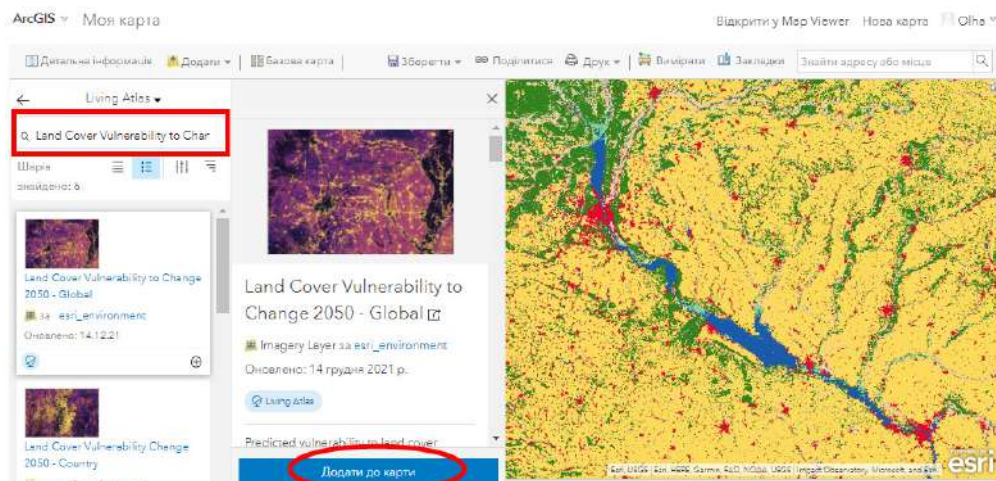 ArcGIS Моя карта
Відкрити у Map Viewer Нова карта Olha
Детальна інформація Додати Базова карта Зберегти Поділитися Друк Виміряти Закладки Знайти адресу або місце
Living Atlas
Land Cover Vulnerability to Char
Шарів
знайдено: 6
Land Cover Vulnerability to Change
2050 - Global
за esri_environment
Оновлено: 14.12.21
Land Cover Vulnerability Change
2050 - Country
Land Cover Vulnerability to
Change 2050 - Global
Imagery Layer за esri_environment
Оновлено: 14 грудня 2021 р.
Living Atlas
Predicted vulnerability to land cover
Додати до карти
Esri, USGS | Esri, HERE, Garmin, FAO, NOAA, USGS | Impact Observatory, Microsoft, and Esri
esri